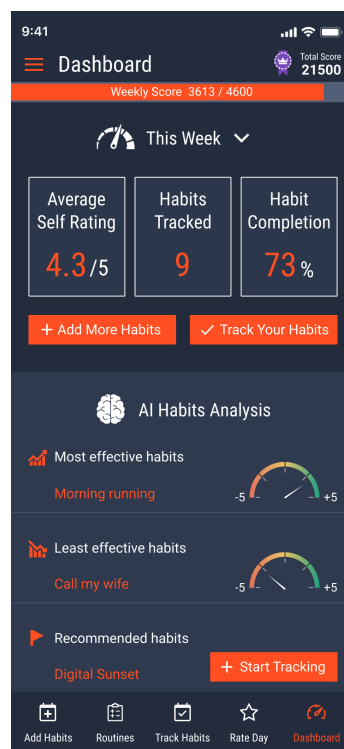 9:41
Dashboard
Total Score
21500
Weekly Score 3613 / 4600
This Week
Average
Self Rating
4.3/5
Habits
Tracked
9
Habit
Completion
73%
+ Add More Habits
Track Your Habits
AI Habits Analysis
Most effective habits
Morning running
-5
+5
Least effective habits
Call my wife
-5
+5
Recommended habits
Digital Sunset
+ Start Tracking
Add Habits
Routines
Track Habits
Rate Day
Dashboard